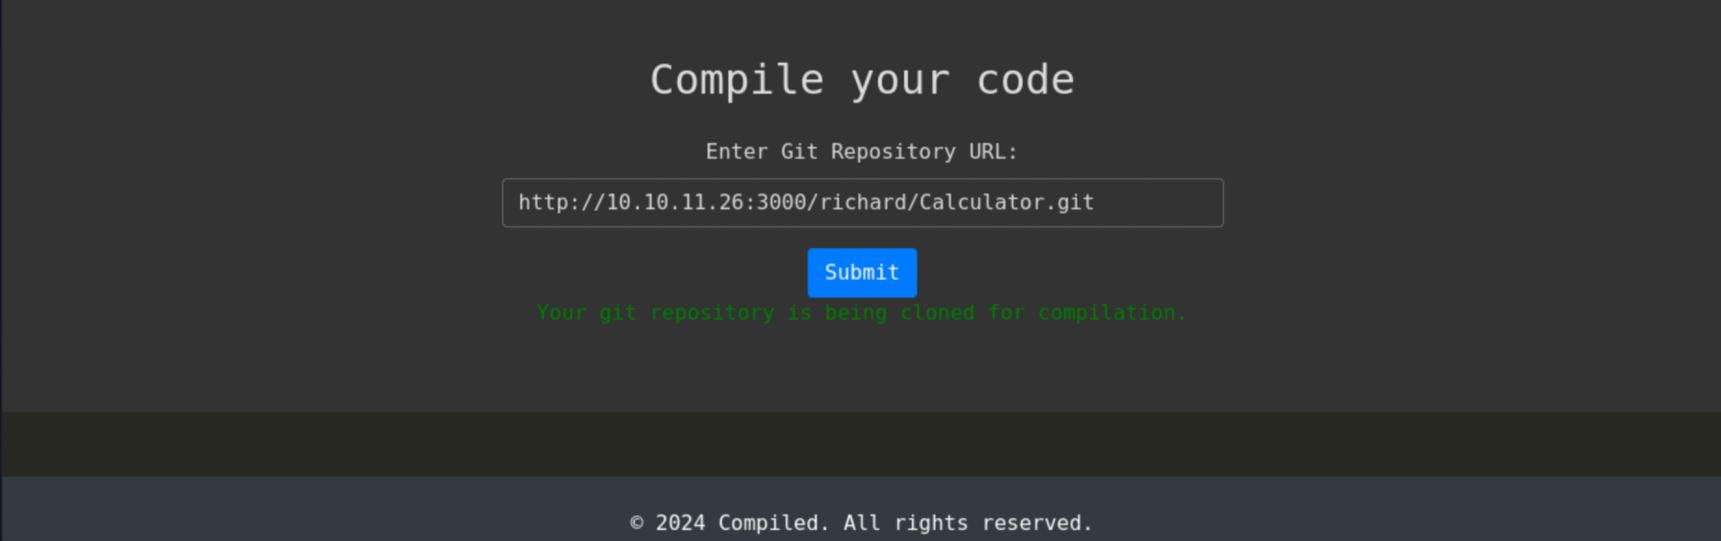 Compile your code
Enter Git Repository URL:
http://10.10.11.26:3000/richard/Calculator.git
Submit
Your git repository is being cloned for compilation.
© 2024 Compiled. All rights reserved.